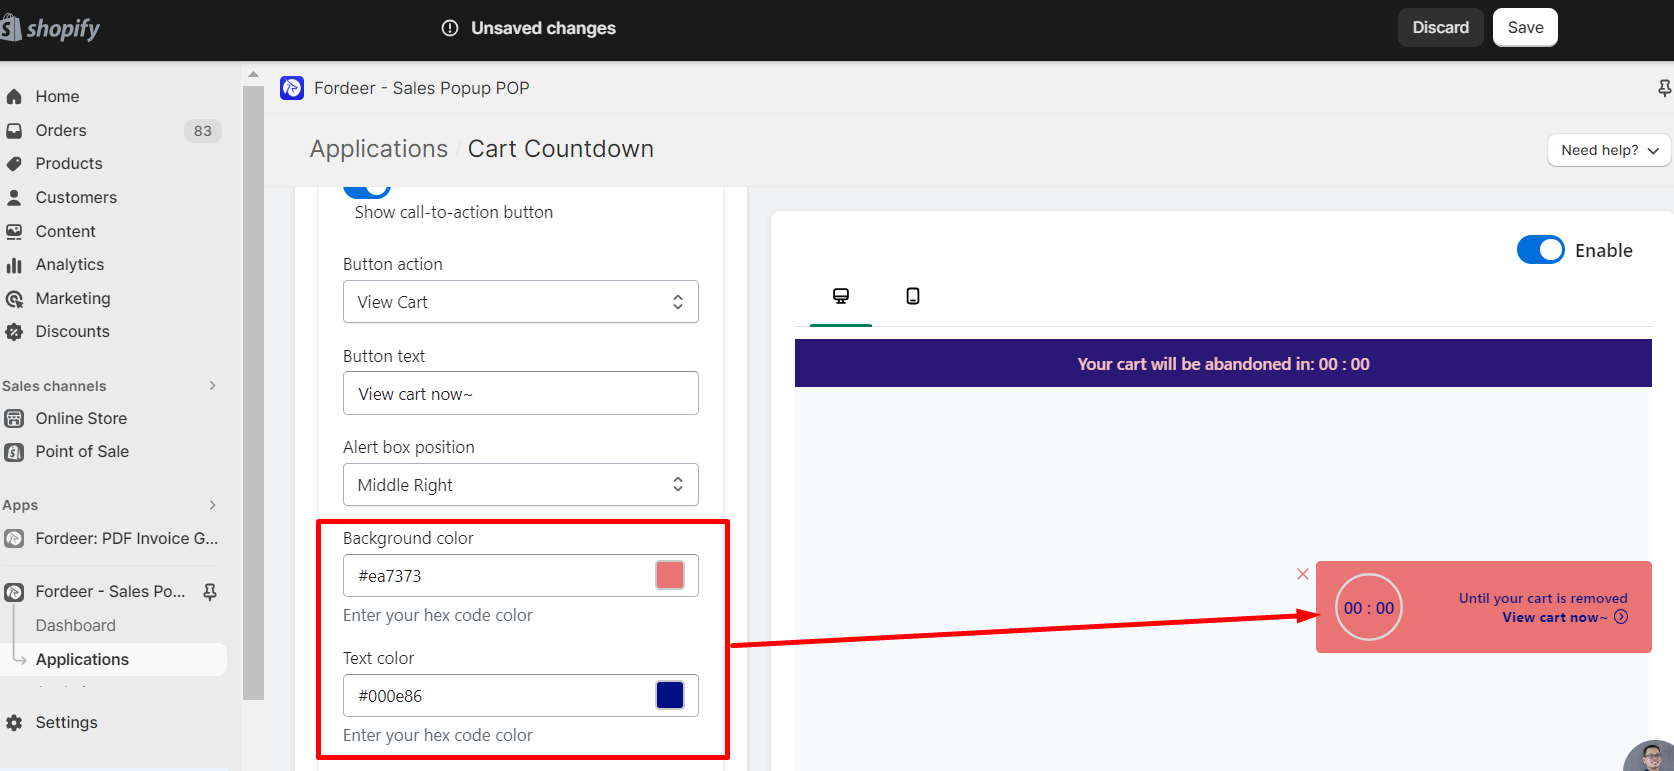 shopify
Unsaved changes
Discard
Save
Home
Orders
83
Products
Customers
Content
Analytics
Marketing
Discounts
Sales channels
Online Store
Point of Sale
Apps
Fordeer: PDF Invoice G...
Fordeer - Sales Po...
Dashboard
Applications
Settings
Fordeer - Sales Popup POP
Applications / Cart Countdown
Need help?
Show call-to-action button
Button action
View Cart
Button text
View cart now~
Alert box position
Middle Right
Background color
#ea7373
Enter your hex code color
Text color
#000e86
Enter your hex code color
Enable
Your cart will be abandoned in: 00 : 00
00 : 00
Until your cart is removed
View cart now~